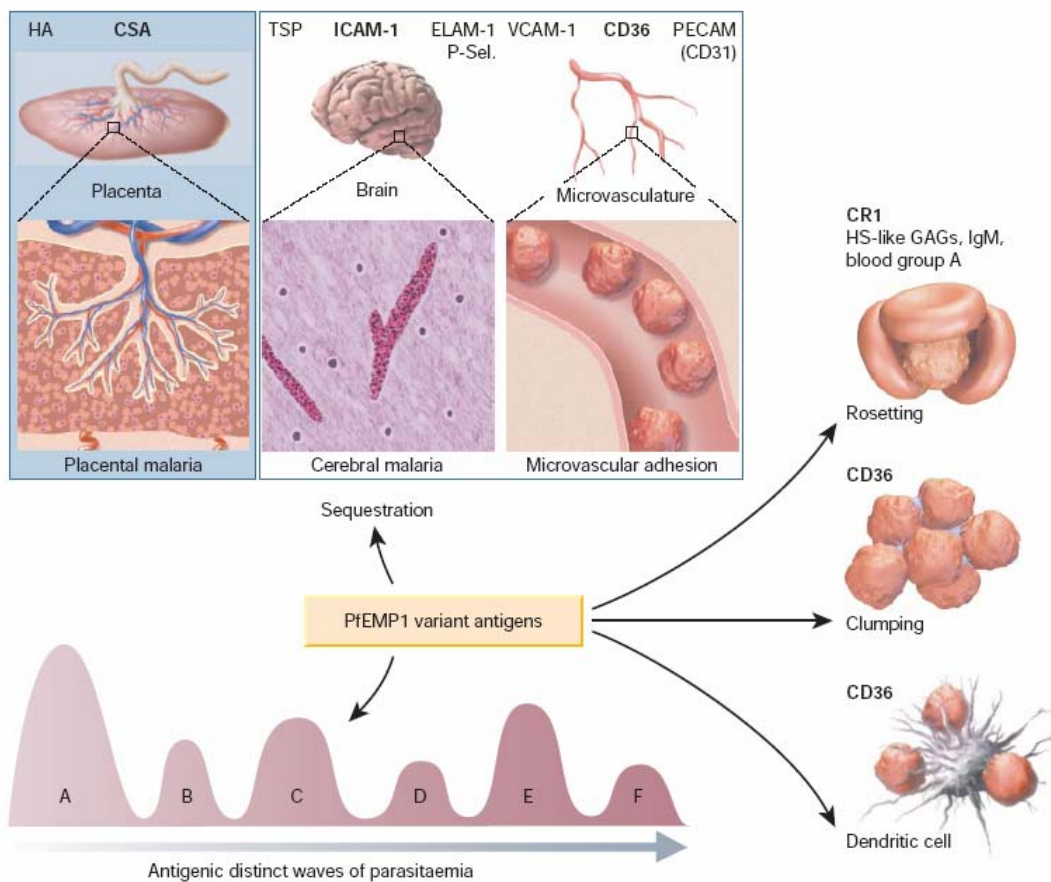 HA CSA
TSP ICAM-1 ELAM-1
P-Sel.
VCAM-1 CD36 PECAM
(CD31)
Placenta
Brain
Microvasculature
Placental malaria
Cerebral malaria
Microvascular adhesion
CR1
HS-like GAGs, IgM,
blood group A
Rosetting
CD36
Clumping
CD36
Dendritic cell
Sequestration
PfEMP1 variant antigens
A B C D E F
Antigenic distinct waves of parasitaemia